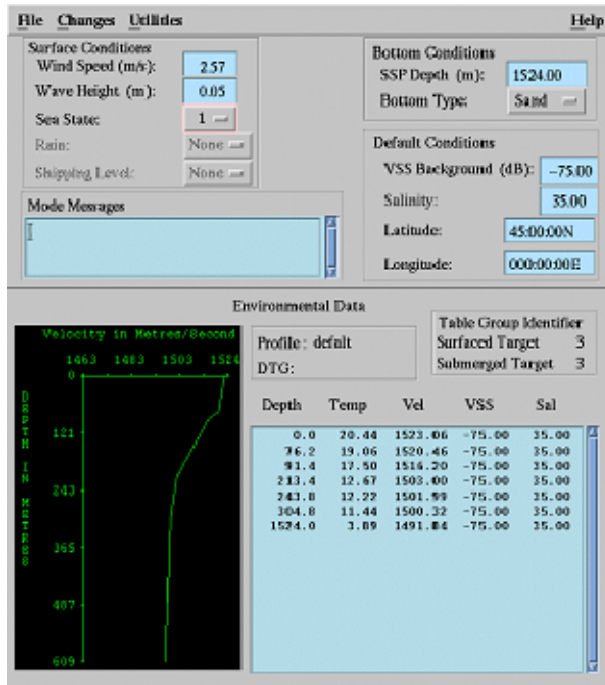 File Changes Utilities Help
Surface Conditions
Wind Speed (m/s): 2.57
Wave Height (m): 0.05
Sea State: 1
Rain: None
Shipping Level: None
Mode Messages
Bottom Conditions
SSP Depth (m): 1524.00
Bottom Type: Sand
Default Conditions
VSS Background (dB): -75.00
Salinity: 35.00
Latitude: 45:00:00N
Longitude: 000:00:00E
Environmental Data
Velocity in Metres/Second
1463 1483 1503 1524
0
121
243
365
487
609
DEPTH IN METRES
Profile: default
DTG:
Table Group Identifier
Surfaced Target 3
Submerged Target 3
Depth Temp Vel VSS Sal
0.0 20.44 1523.06 -75.00 35.00
76.2 19.06 1520.46 -75.00 35.00
91.4 17.50 1516.20 -75.00 35.00
213.4 12.67 1503.00 -75.00 35.00
243.8 12.22 1501.99 -75.00 35.00
304.8 11.44 1500.32 -75.00 35.00
1524.0 3.89 1491.84 -75.00 35.00